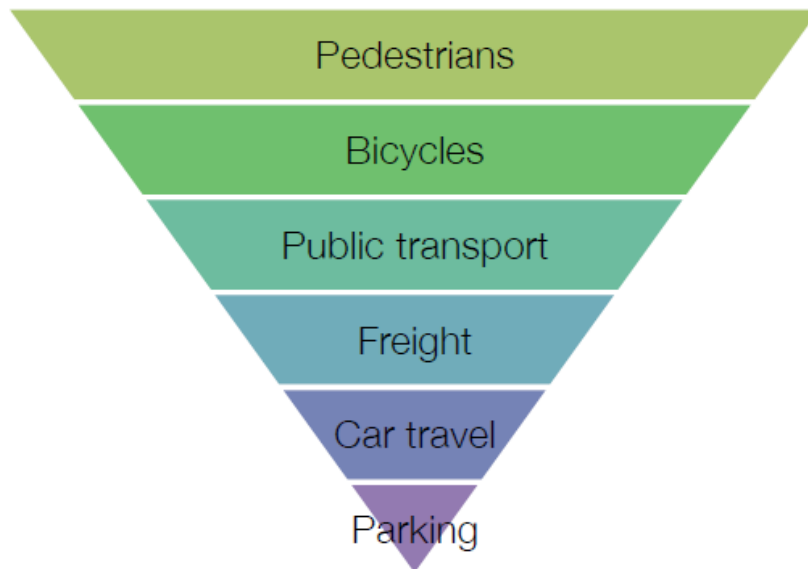 Pedestrians
Bicycles
Public transport
Freight
Car travel
Parking